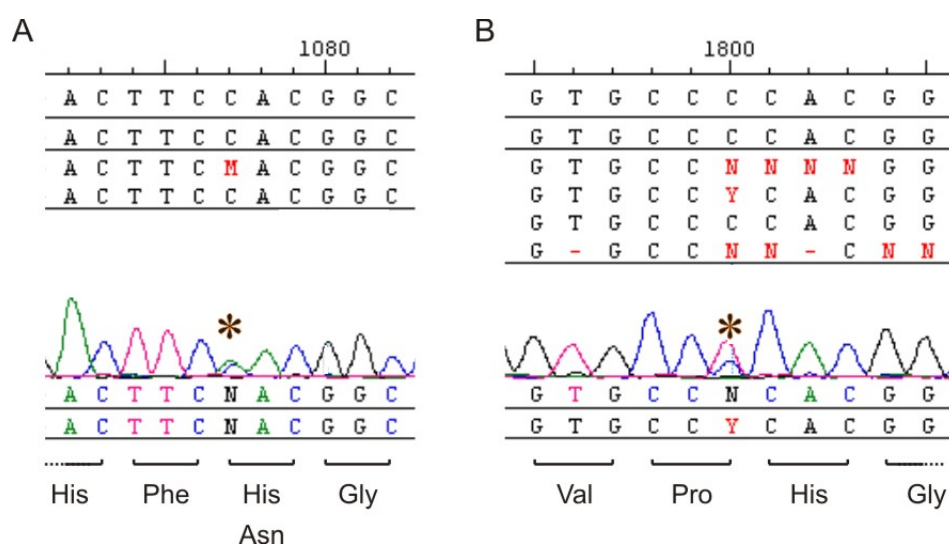 A
1080
A C T T C C A C G G C
A C T T C C A C G G C
A C T T C M A C G G C
A C T T C C A C G G C
*
A C T T C N A C G G C
A C T T C N A C G G C
His Phe His Gly
Asn
B
1800
G T G C C C C A C G G
G T G C C C C A C G G
G T G C C N N N N G G
G T G C C Y C A C G G
G T G C C C C A C G G
G - G C C N N - C N N
*
G T G C C N C A C G G
G T G C C Y C A C G G
Val Pro His Gly